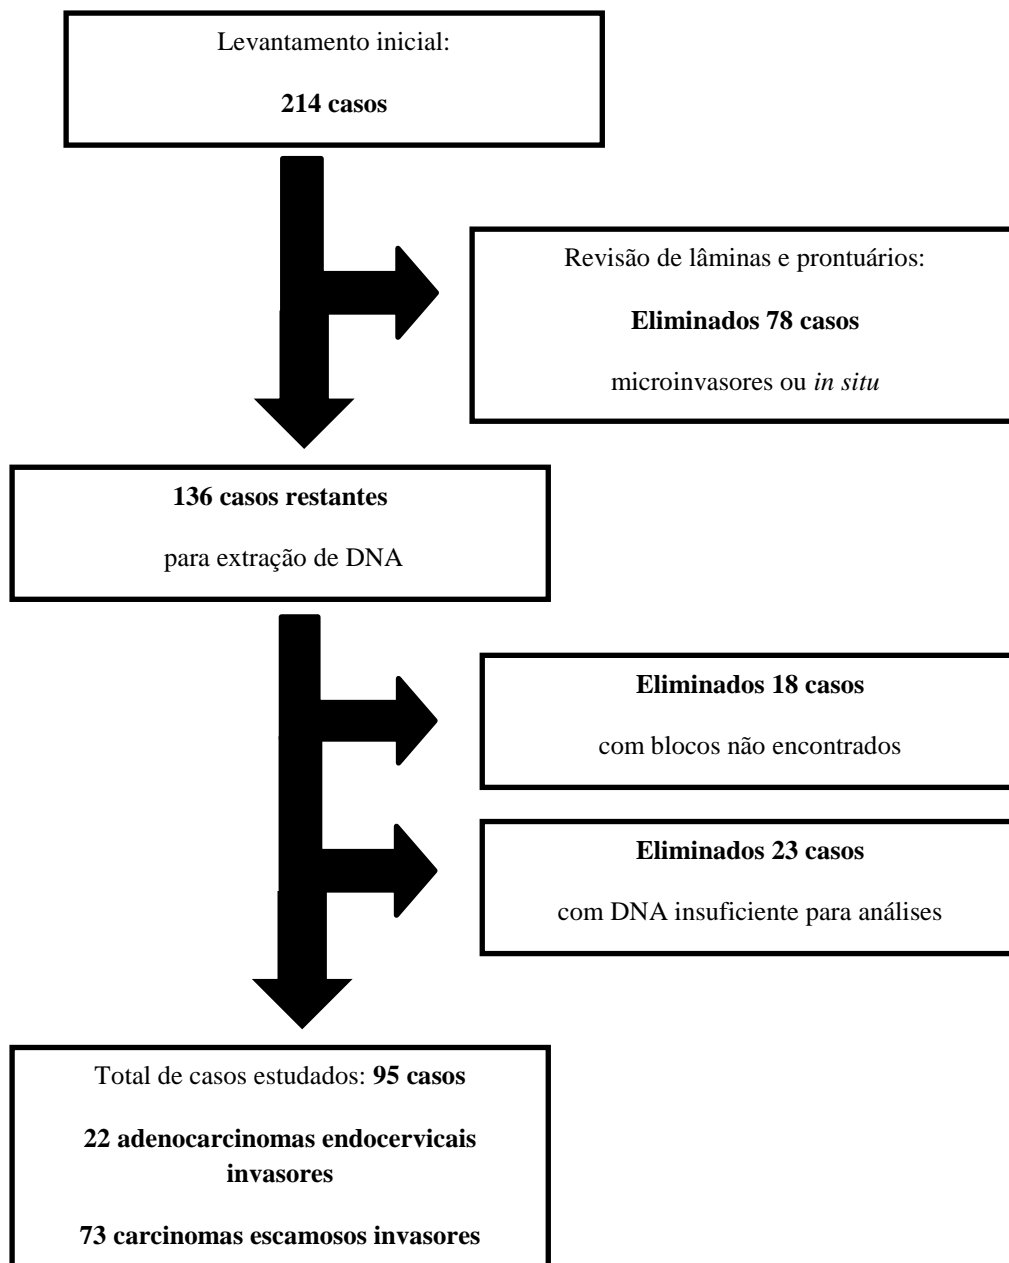 Levantamento inicial:
214 casos
Revisão de lâminas e prontuários:
Eliminados 78 casos
microinvasores ou in situ
136 casos restantes
para extração de DNA
Eliminados 18 casos
com blocos não encontrados
Eliminados 23 casos
com DNA insuficiente para análises
Total de casos estudados: 95 casos
22 adenocarcinomas endocervicais
invasores
73 carcinomas escamosos invasores